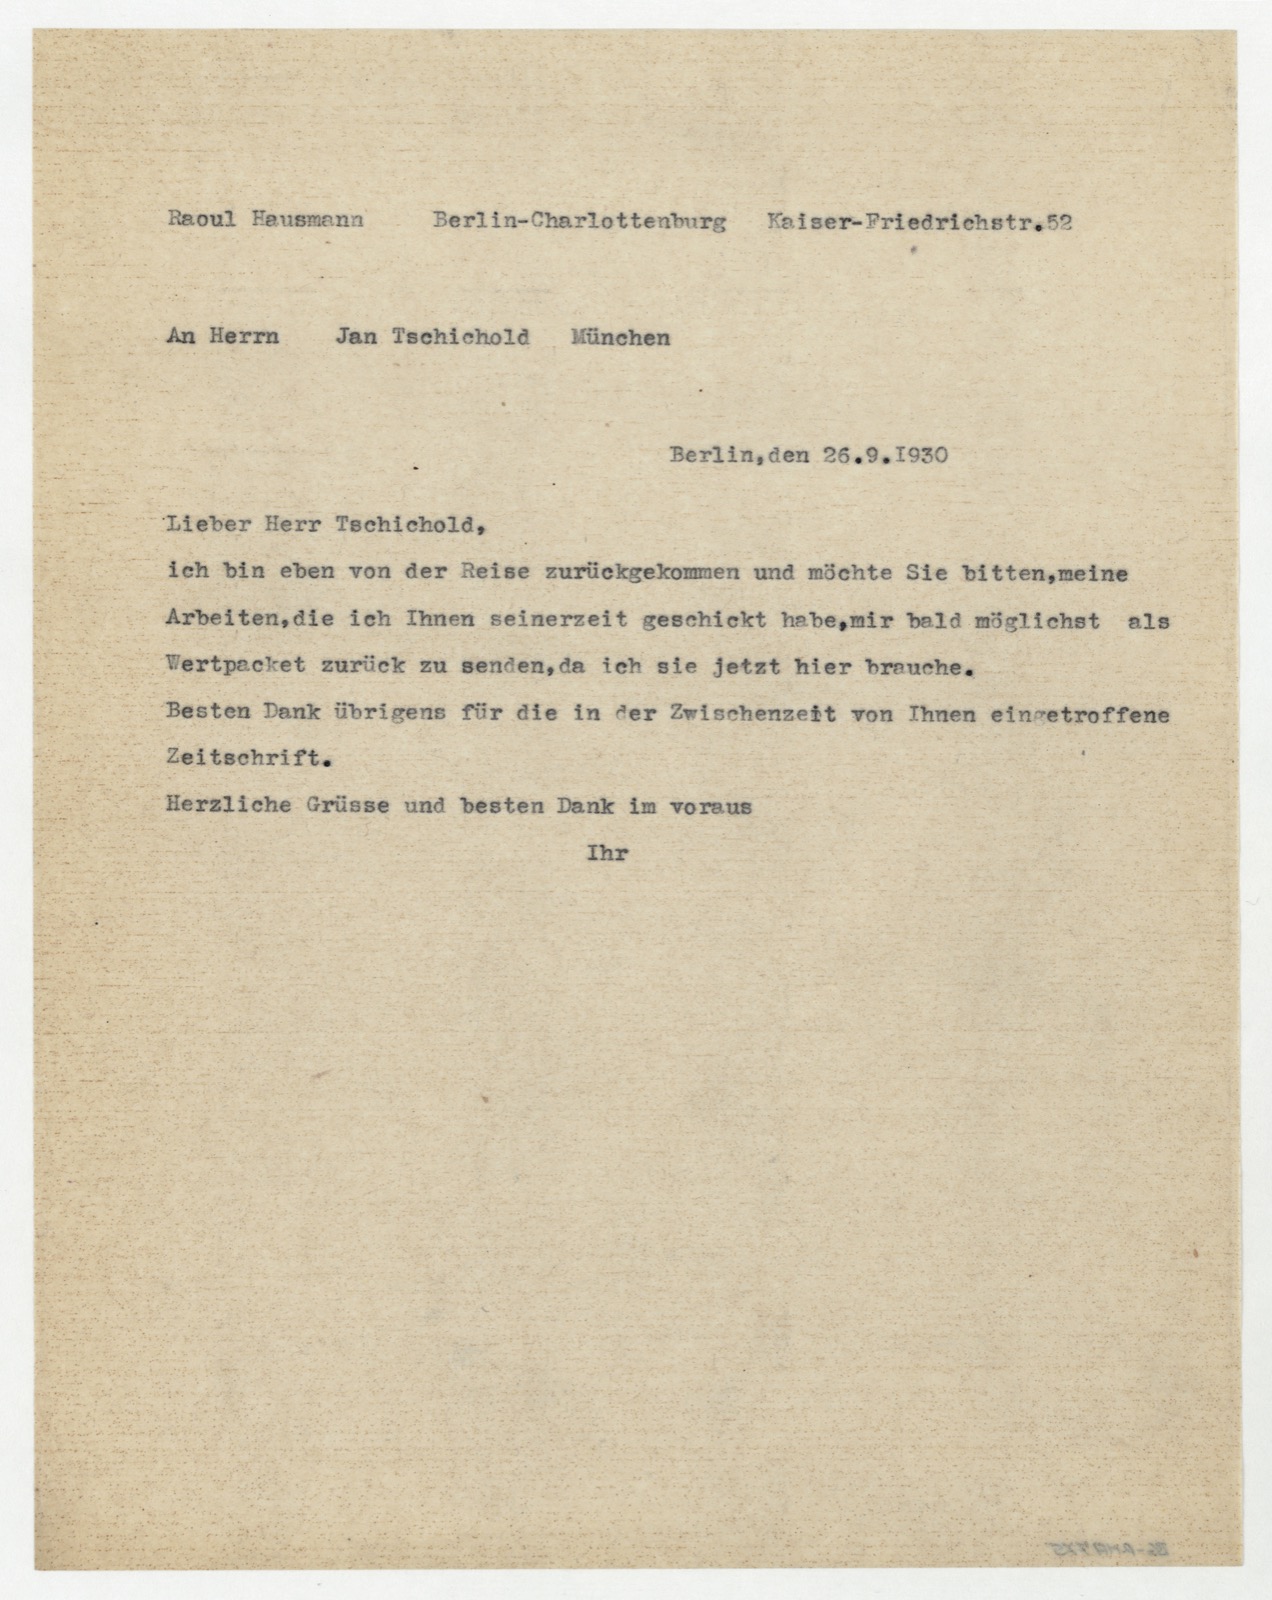 Raoul Hausmann Berlin-Charlottenburg Kaiser-Friedrichstr.52
An Herrn Jan Tschichold München
Berlin,den 26.9.I930
Lieber Herr Tschichold,
ich bin eben von der Reise zurückgekommen und möchte Sie bitten,meine
Arbeiten,die ich Ihnen seinerzeit geschickt habe,mir bald möglichst als
Wertpacket zurück zu senden,da ich sie jetzt hier brauche.
Besten Dank übrigens für die in der Zwischenzeit von Ihnen eingetroffene
Zeitschrift.
Herzliche Grüsse und besten Dank im voraus
Ihr